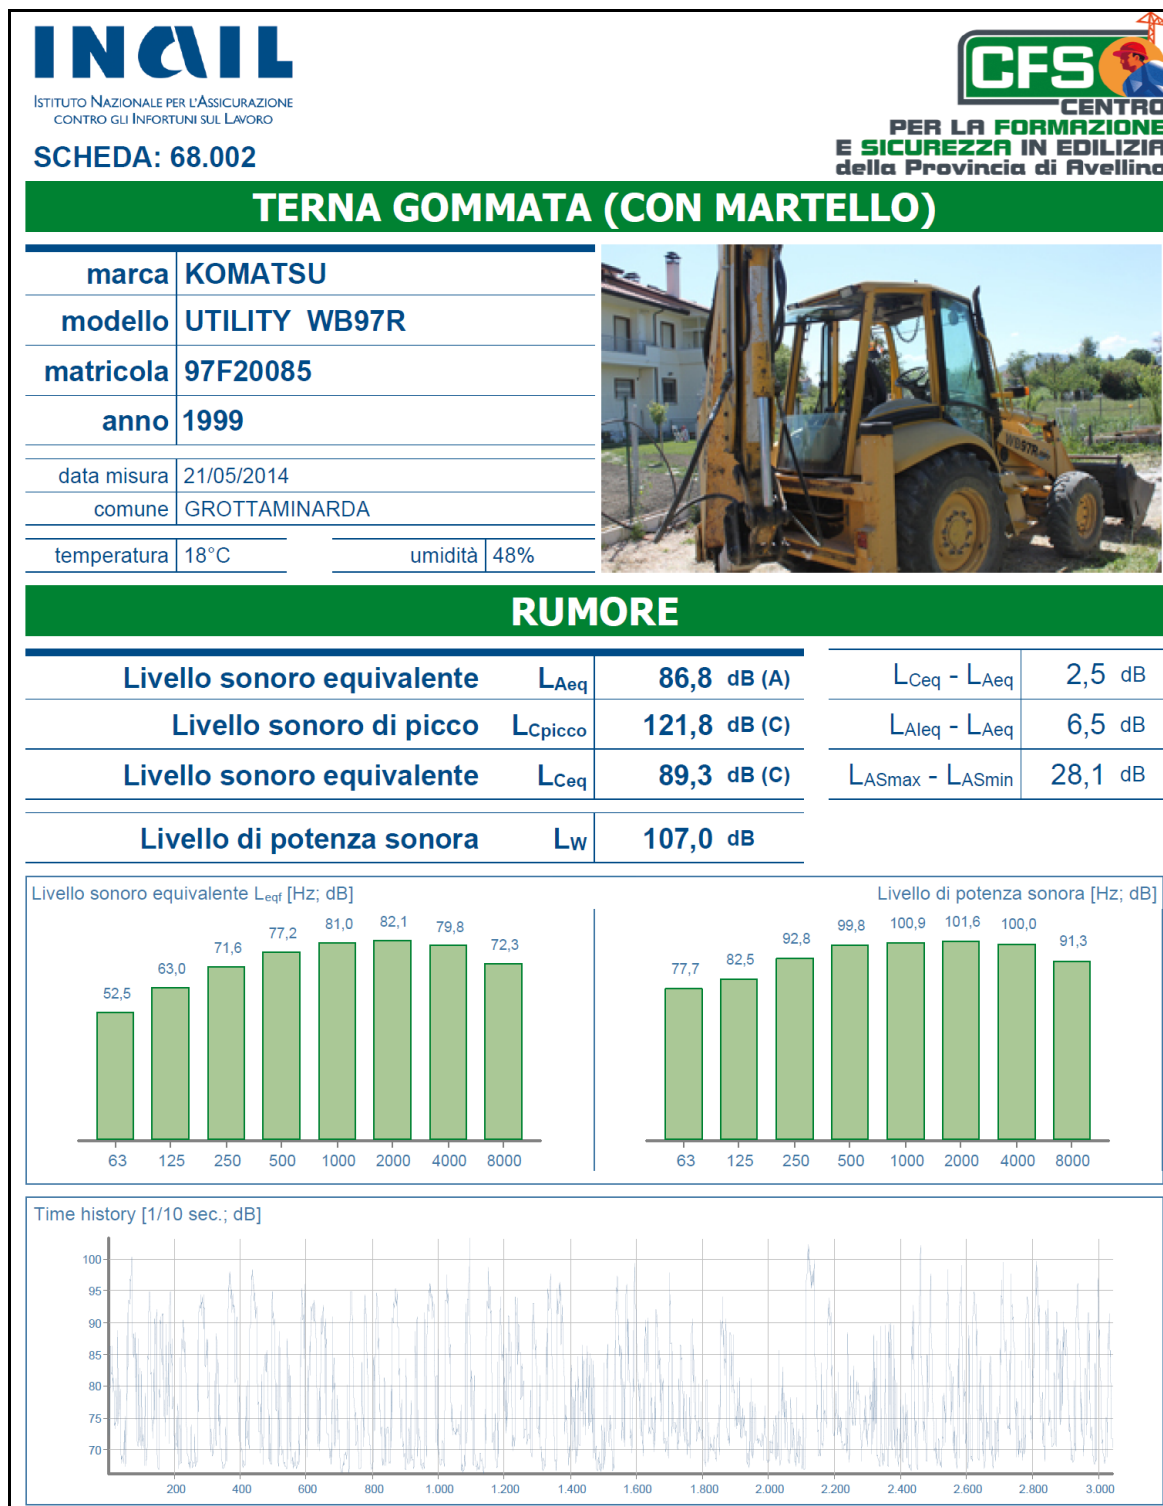 INAIL
ISTITUTO NAZIONALE PER L'ASSICURAZIONE
CONTRO GLI INFORTUNI SUL LAVORO
SCHEDA: 68.002
CFS
CENTRO
PER LA FORMAZIONE
E SICUREZZA IN EDILIZIA
della Provincia di Avellino
TERNA GOMMATA (CON MARTELLO)
marca KOMATSU
modello UTILITY WB97R
matricola 97F20085
anno 1999
data misura 21/05/2014
comune GROTTAMINARDA
temperatura 18°C umidità 48%
WB97R
RUMORE
Livello sonoro equivalente LAeq 86,8 dB (A)
Livello sonoro di picco LCpicco 121,8 dB (C)
Livello sonoro equivalente LCeq 89,3 dB (C)
Livello di potenza sonora LW 107,0 dB
LCeq - LAeq 2,5 dB
LAIeq - LAeq 6,5 dB
LASmax - LASmin 28,1 dB
Livello sonoro equivalente Leqf [Hz; dB]
52,5 63,0 71,6 77,2 81,0 82,1 79,8 72,3
63 125 250 500 1000 2000 4000 8000
Livello di potenza sonora [Hz; dB]
77,7 82,5 92,8 99,8 100,9 101,6 100,0 91,3
63 125 250 500 1000 2000 4000 8000
Time history [1/10 sec.; dB]
100
95
90
85
80
75
70
200 400 600 800 1.000 1.200 1.400 1.600 1.800 2.000 2.200 2.400 2.600 2.800 3.000